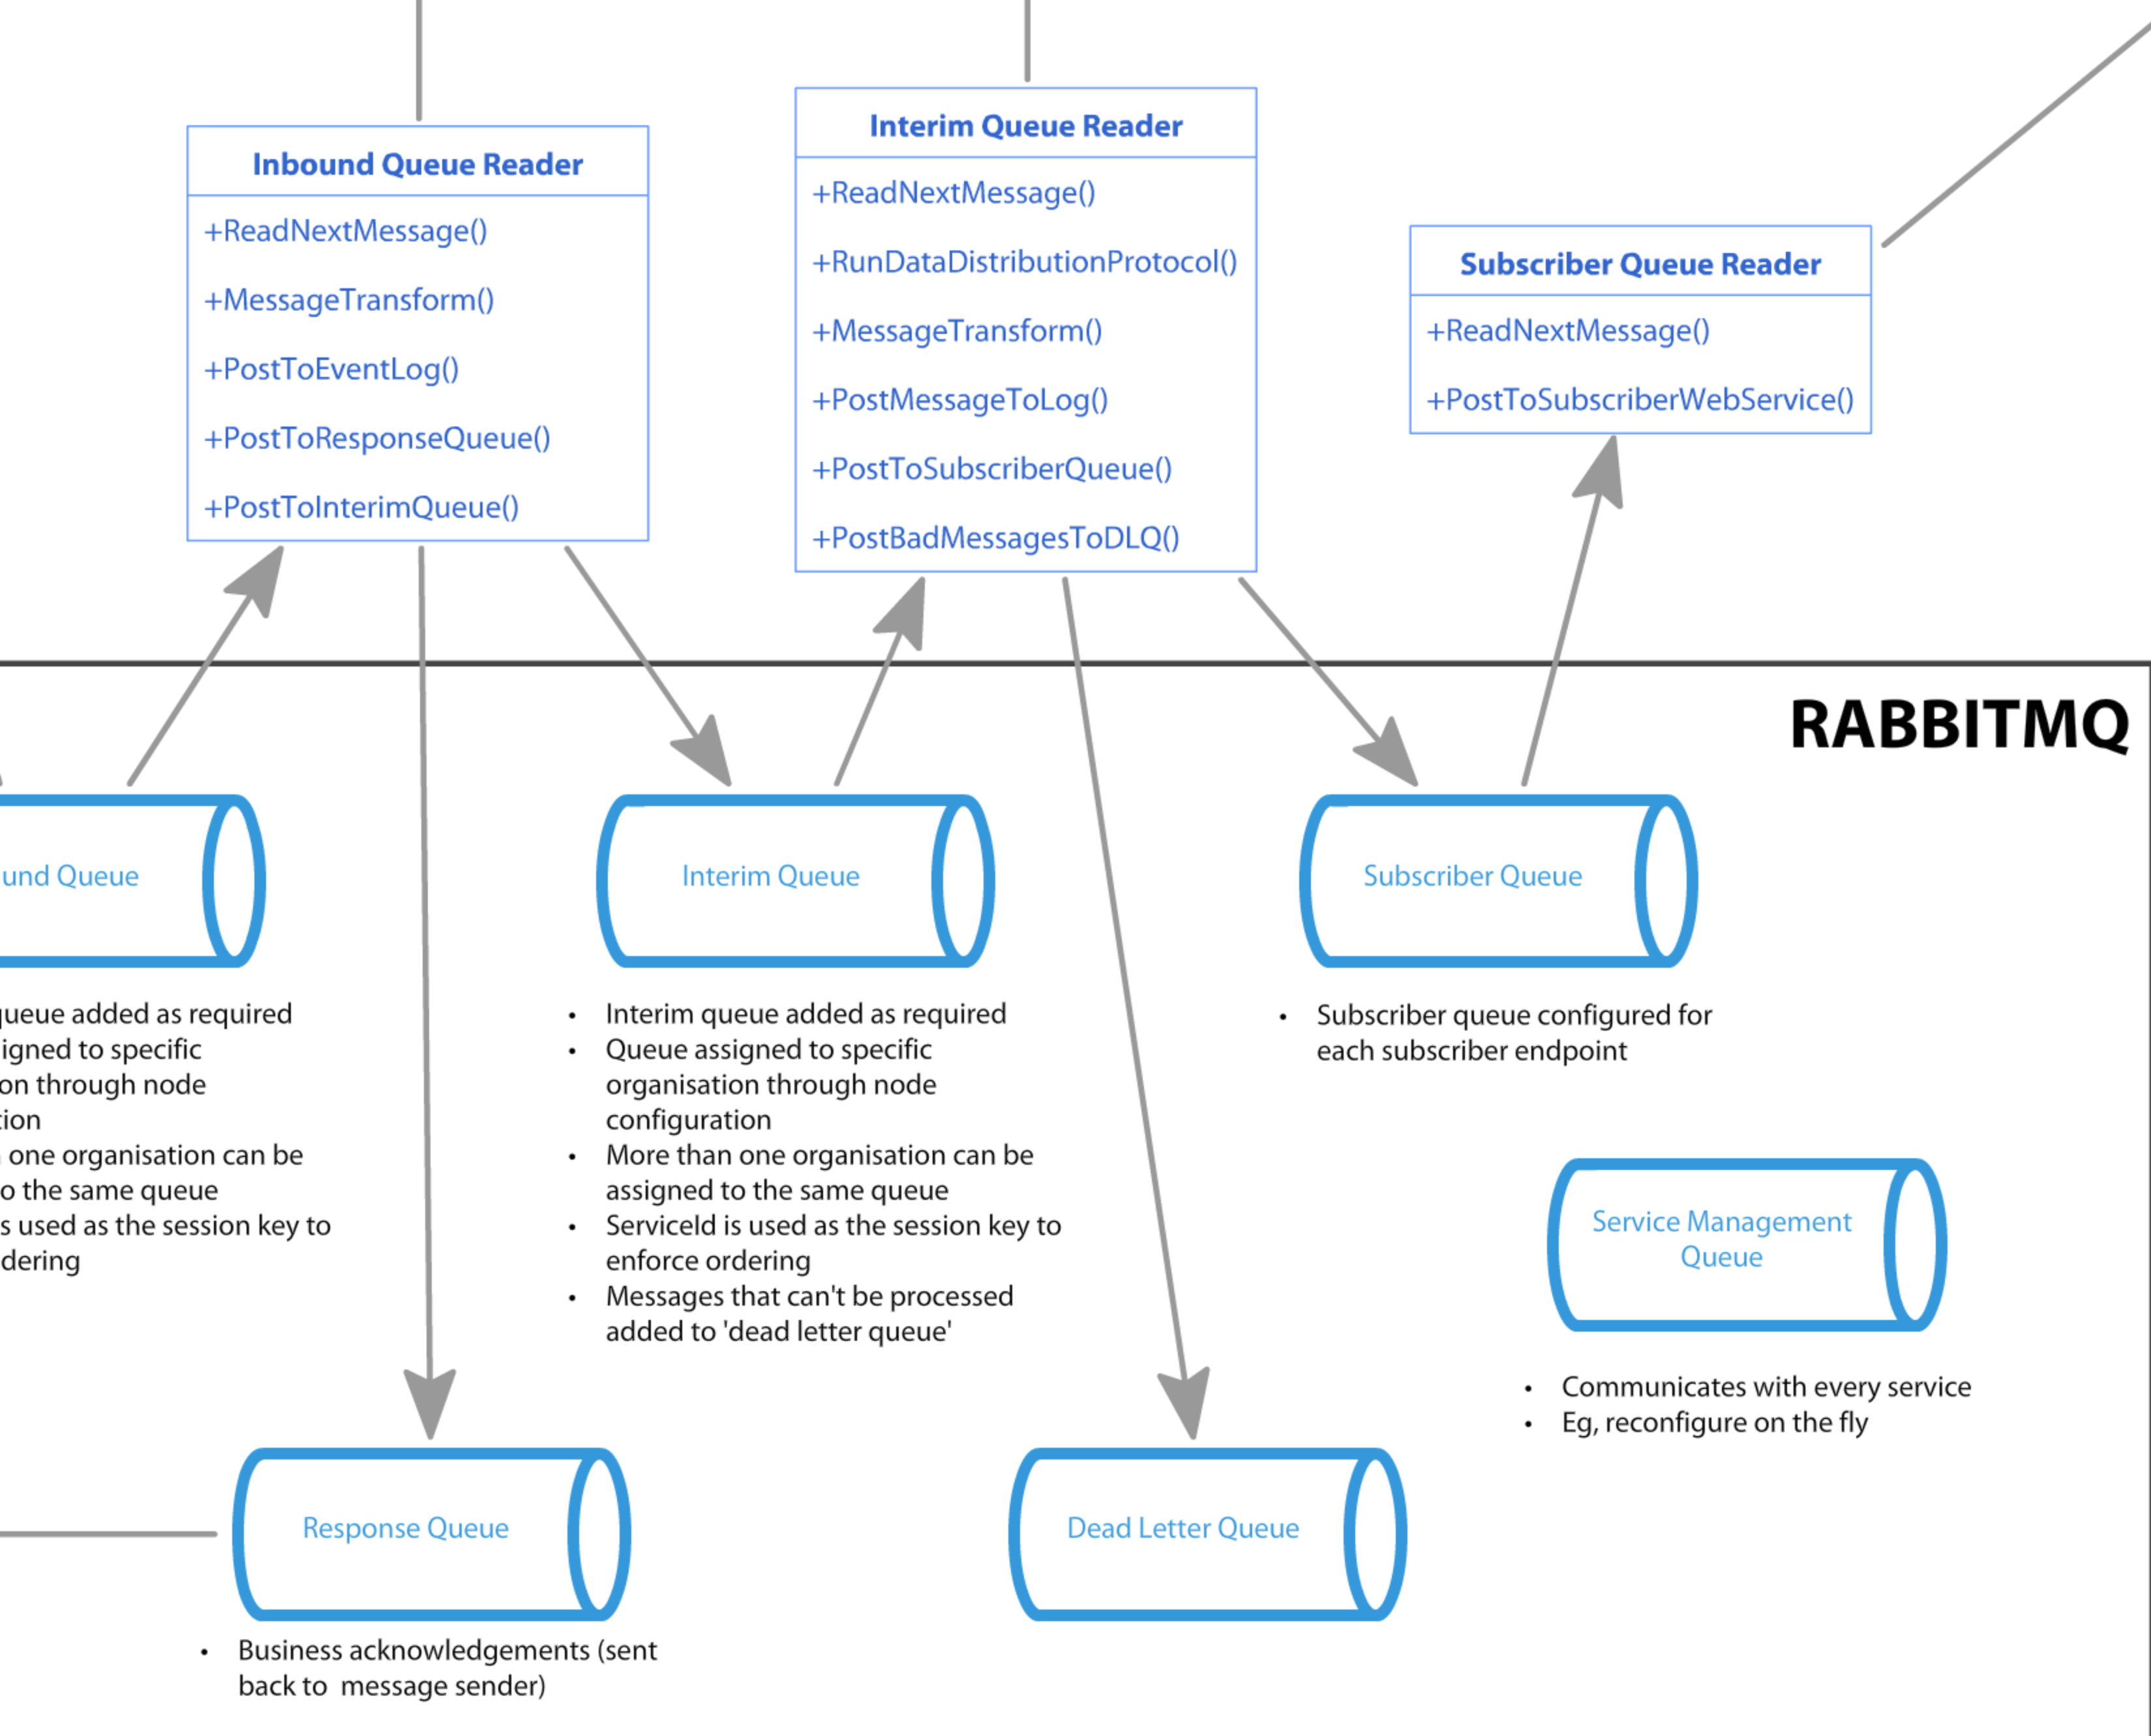 Inbound Queue Reader
+ReadNextMessage()
+MessageTransform()
+PostToEventLog()
+PostToResponseQueue()
+PostToInterimQueue()
Interim Queue Reader
+ReadNextMessage()
+RunDataDistributionProtocol()
+MessageTransform()
+PostMessageToLog()
+PostToSubscriberQueue()
+PostBadMessagesToDLQ()
Subscriber Queue Reader
+ReadNextMessage()
+PostToSubscriberWebService()
RABBITMQ
Queue
queue added as required
to specific
through node
one organisation can be
the same queue
used as the session key to
Interim Queue
• Interim queue added as required
• Queue assigned to specific
organisation through node
configuration
• More than one organisation can be
assigned to the same queue
• ServiceId is used as the session key to
enforce ordering
• Messages that can't be processed
added to 'dead letter queue'
Subscriber Queue
• Subscriber queue configured for
each subscriber endpoint
Service Management
Queue
• Communicates with every service
• Eg, reconfigure on the fly
Response Queue
• Business acknowledgements (sent
back to message sender)
Dead Letter Queue